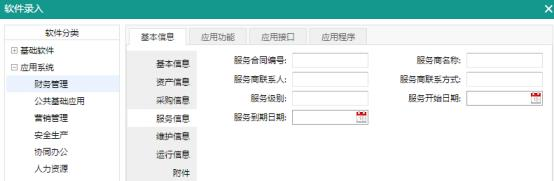 软件录入
软件分类
基础软件
应用系统
财务管理
公共基础应用
营销管理
安全生产
协同办公
人力资源
基本信息 应用功能 应用接口 应用程序
基本信息
资产信息
采购信息
服务信息
维护信息
运行信息
附件
服务合同编号: 服务商名称:
服务商联系人: 服务商联系方式:
服务级别: 服务开始日期:
服务到期日期: